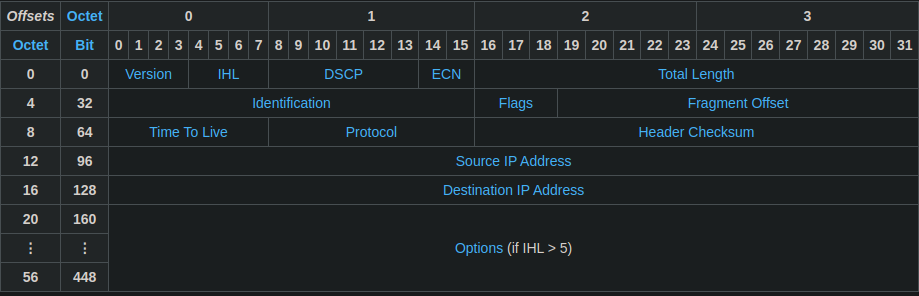 Offsets Octet 0 1 2 3
Octet Bit 0 1 2 3 4 5 6 7 8 9 10 11 12 13 14 15 16 17 18 19 20 21 22 23 24 25 26 27 28 29 30 31
0 0 Version IHL DSCP ECN Total Length
4 32 Identification Flags Fragment Offset
8 64 Time To Live Protocol Header Checksum
12 96 Source IP Address
16 128 Destination IP Address
20 160
⋮ ⋮ Options (if IHL > 5)
56 448